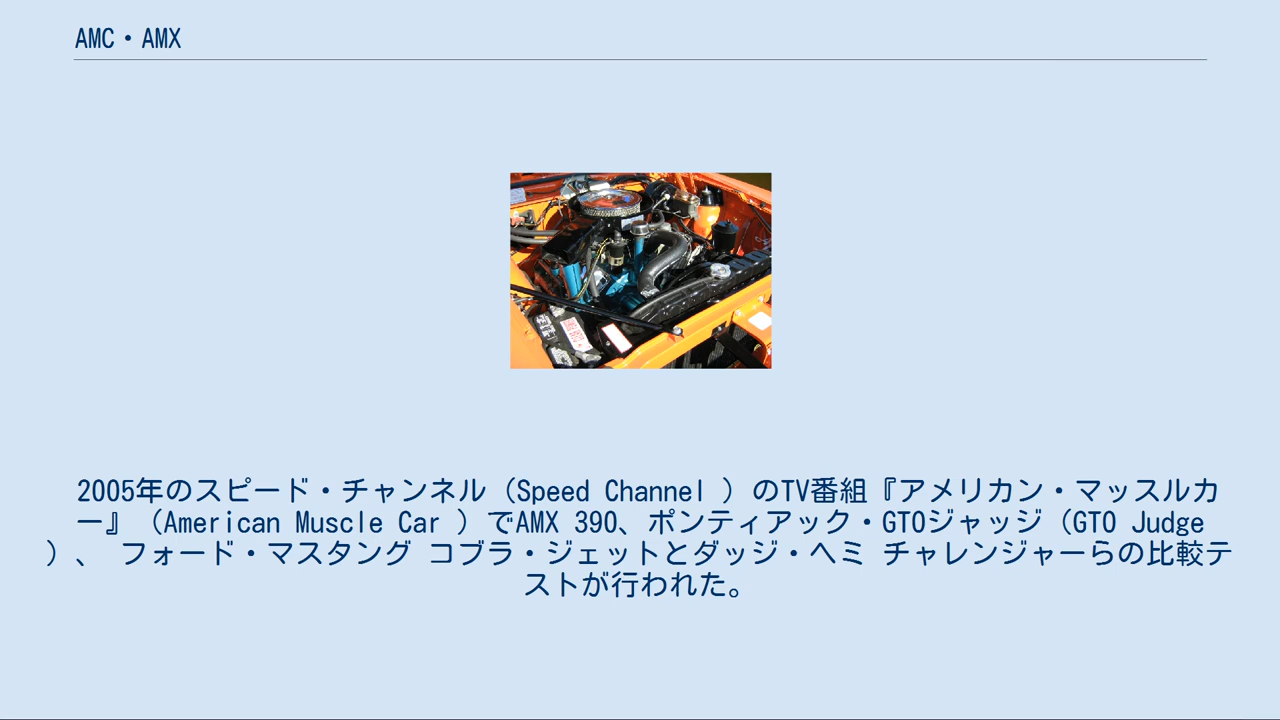 AMC・AMX
2005年のスピード・チャンネル（Speed Channel ）のTV番組『アメリカン・マッスルカ
ー』（American Muscle Car ）でAMX 390、ポンティアック・GTOジャッジ（GTO Judge
）、 フォード・マスタング コブラ・ジェットとダッジ・ヘミ チャレンジャーらの比較テ
ストが行われた。